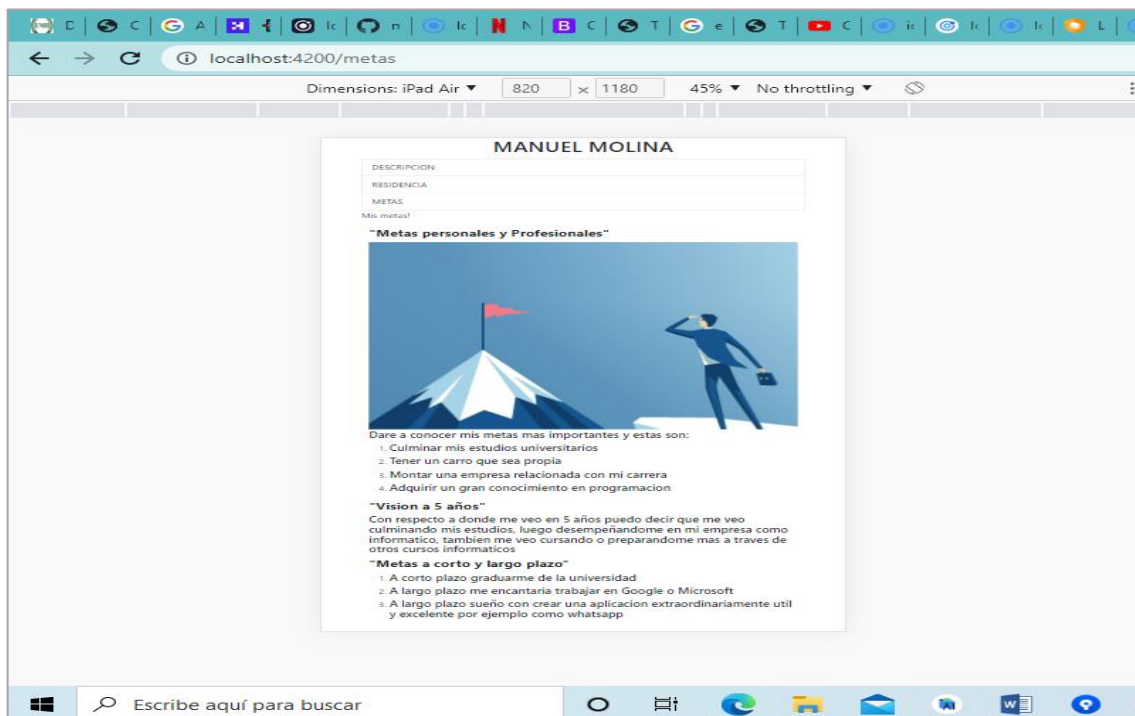 D C G A lc n lc N N B C T G e T C ic lc lc L
localhost:4200/metas
Dimensions: iPad Air 820 × 1180 45% No throttling
MANUEL MOLINA
DESCRIPCION
RESIDENCIA
METAS
Mis metas!
"Metas personales y Profesionales"
Dare a conocer mis metas mas importantes y estas son:
1. Culminar mis estudios universitarios
2. Tener un carro que sea propia
3. Montar una empresa relacionada con mi carrera
4. Adquirir un gran conocimiento en programacion
"Vision a 5 años"
Con respecto a donde me veo en 5 años puedo decir que me veo
culminando mis estudios, luego desempeñandome en mi empresa como
informatico, tambien me veo cursando o preparandome mas a traves de
otros cursos informaticos
"Metas a corto y largo plazo"
1. A corto plazo graduarme de la universidad
2. A largo plazo me encantaria trabajar en Google o Microsoft
3. A largo plazo sueño con crear una aplicacion extraordinariamente util
y excelente por ejemplo como whatsapp
Escribe aquí para buscar